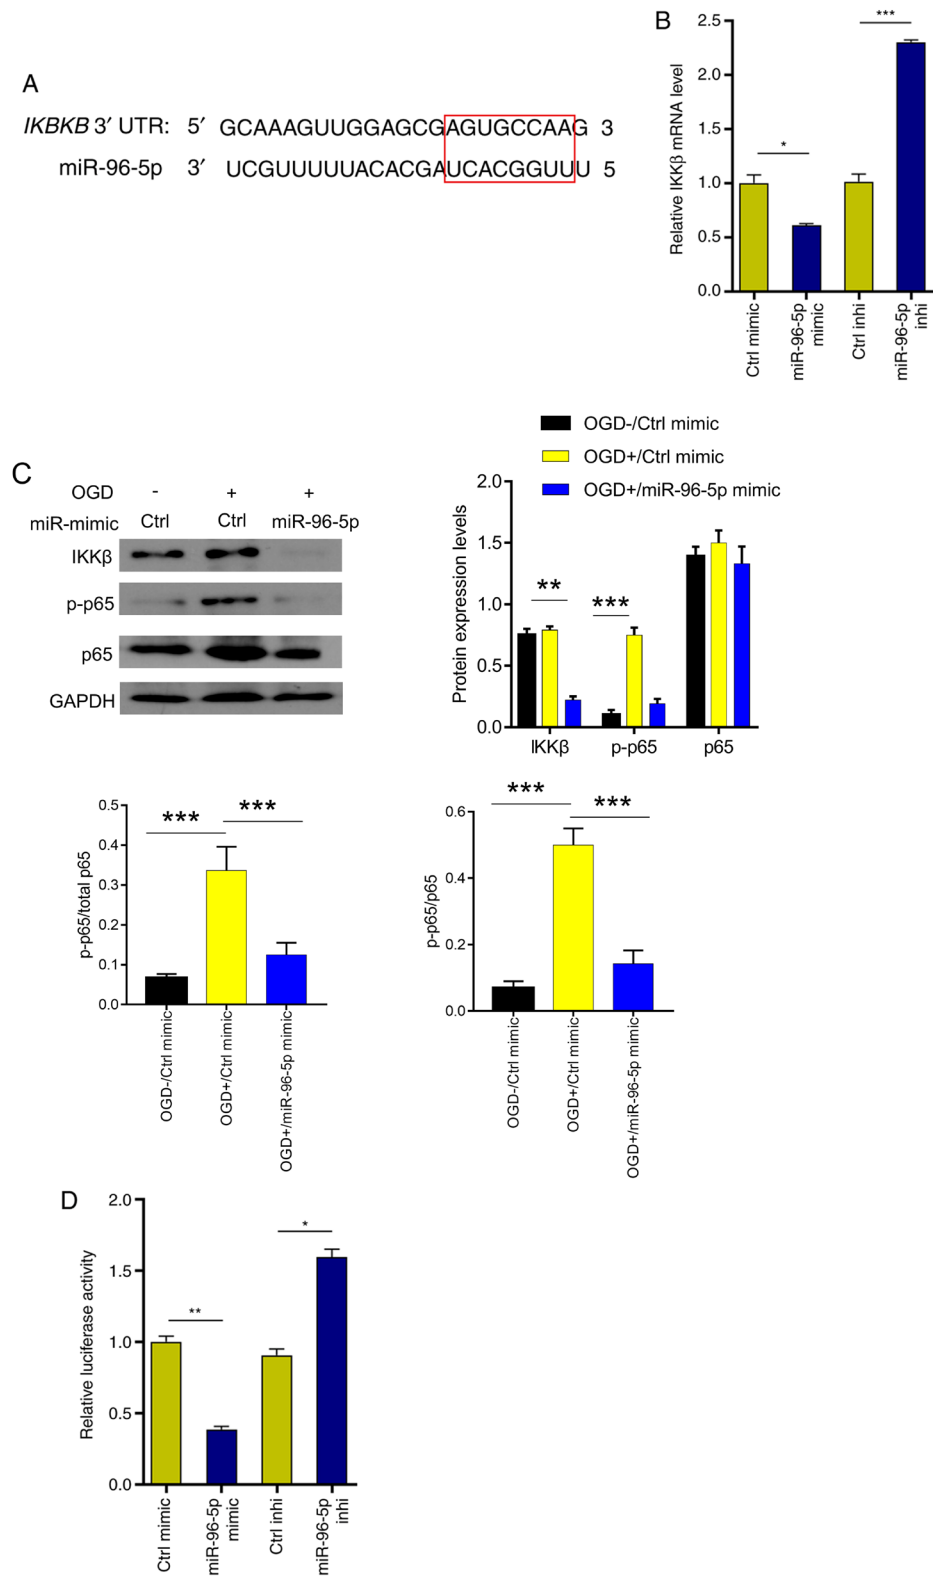 A
IKBKB 3′ UTR: 5′ GCAAAGUUGGAGCGAGUGCCAAG 3
miR-96-5p 3′ UCGUUUUUACACGAUCACGGUUUU 5
B
Relative IKKβ mRNA level
2.5
2.0
1.5
1.0
0.5
0.0
*
***
Ctrl mimic
miR-96-5p
mimic
Ctrl inhi
miR-96-5p
inhi
C
OGD - + +
miR-mimic Ctrl Ctrl miR-96-5p
IKKβ
p-p65
p65
GAPDH
OGD-/Ctrl mimic
OGD+/Ctrl mimic
OGD+/miR-96-5p mimic
Protein expression levels
2.0
1.5
1.0
0.5
0.0
**
***
IKKβ p-p65 p65
p-p65/total p65
0.5
0.4
0.3
0.2
0.1
0.0
***
***
OGD-/Ctrl mimic
OGD+/Ctrl mimic
OGD+/miR-96-5p mimic
p-p65/p65
0.6
0.4
0.2
0.0
***
***
OGD-/Ctrl mimic
OGD+/Ctrl mimic
OGD+/miR-96-5p mimic
D
Relative luciferase activity
2.0
1.5
1.0
0.5
0.0
**
*
Ctrl mimic
miR-96-5p
mimic
Ctrl inhi
miR-96-5p
inhi